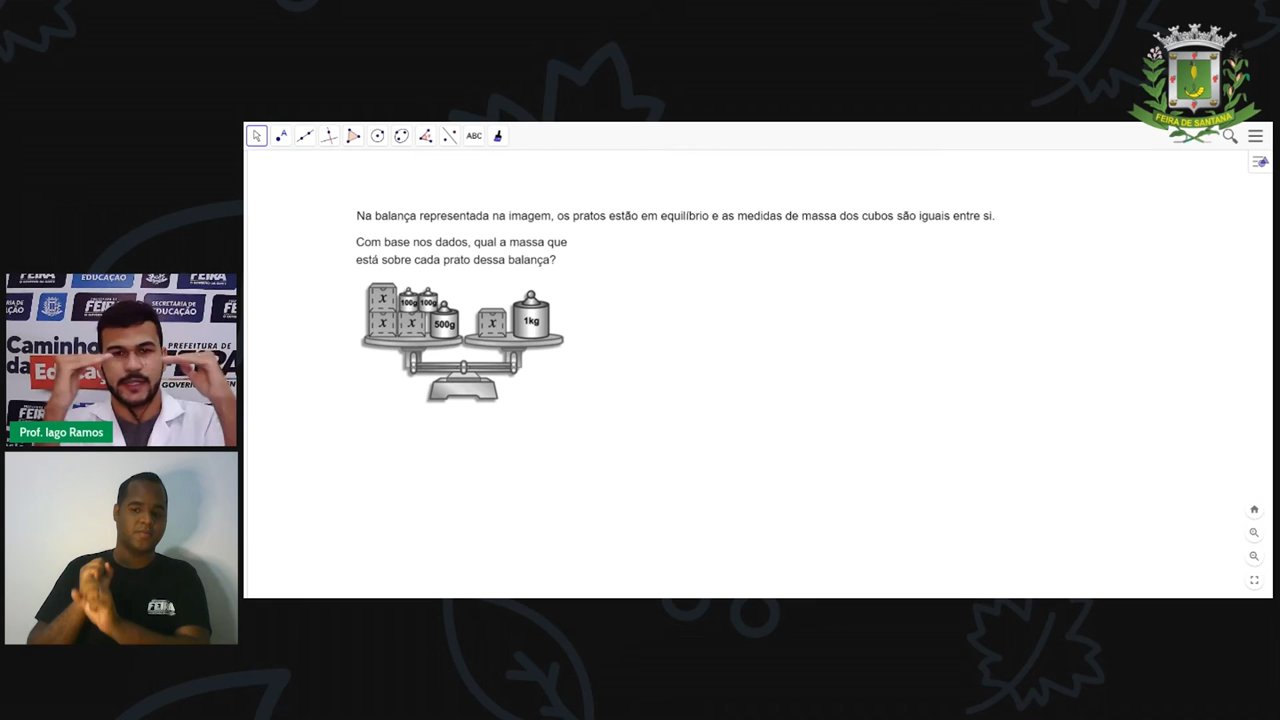 FEIRA DE SANTANA
ABC
Na balança representada na imagem, os pratos estão em equilíbrio e as medidas de massa dos cubos são iguais entre si.
Com base nos dados, qual a massa que
está sobre cada prato dessa balança?
x
100g 100g
x x 500g
x 1kg
EDUCAÇÃO
SECRETARIA DE
EDUCAÇÃO
Caminho
da
PREFEITURA DE
Prof. Iago Ramos
FEIRA